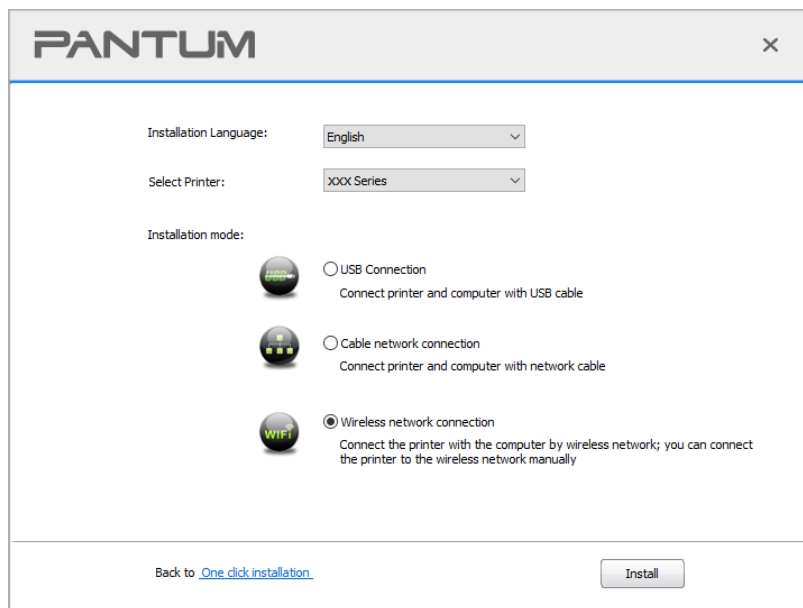 PANTUM
Installation Language:
English
Select Printer:
XXX Series
Installation mode:
USB
USB Connection
Connect printer and computer with USB cable
Cable network connection
Connect printer and computer with network cable
WIFI
Wireless network connection
Connect the printer with the computer by wireless network; you can connect
the printer to the wireless network manually
Back to One click installation
Install